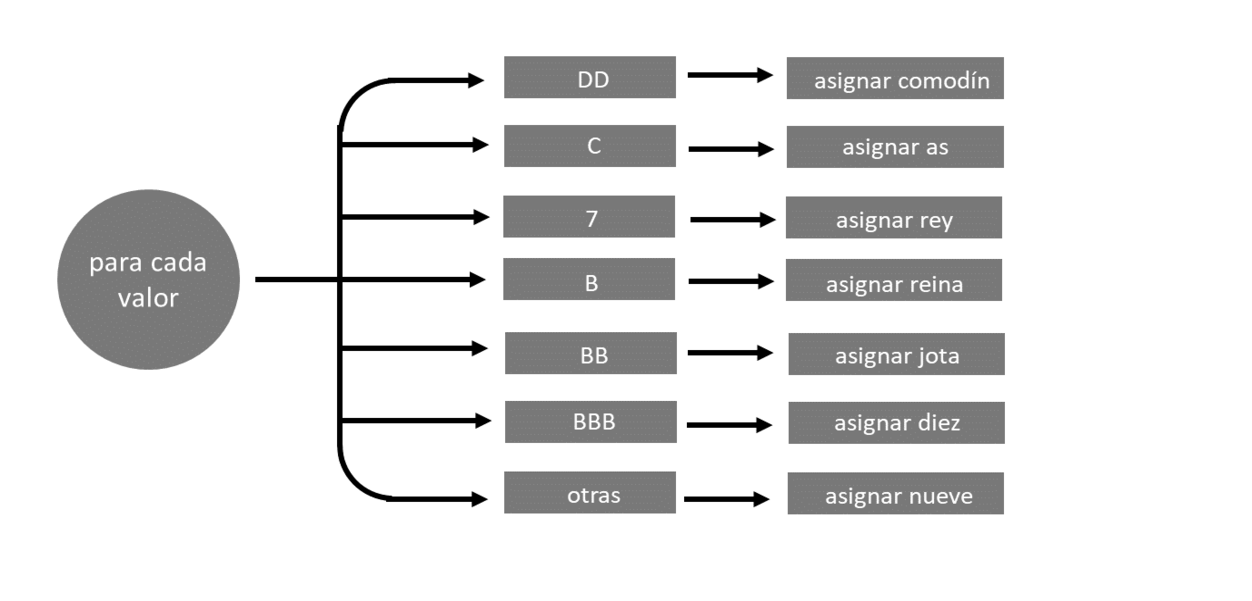 para cada
valor
DD
asignar comodín
C
asignar as
7
asignar rey
B
asignar reina
BB
asignar jota
BBB
asignar diez
otras
asignar nueve